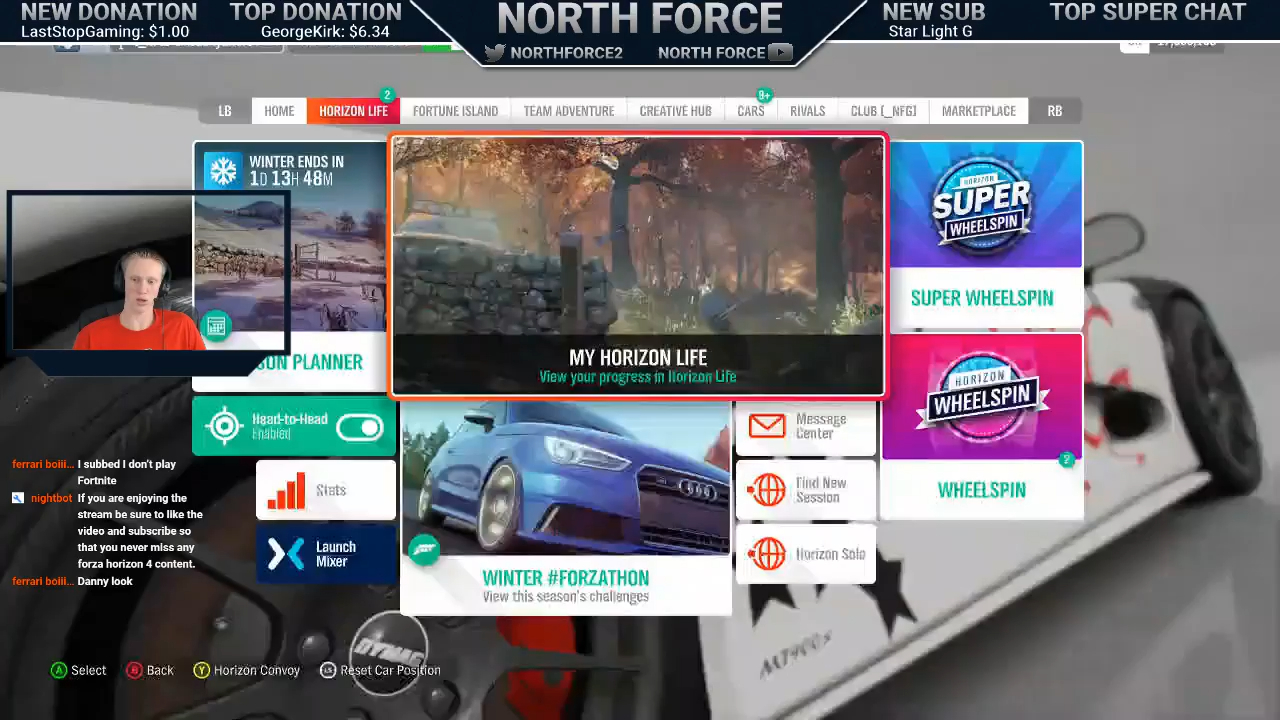 NEW DONATION
LastStopGaming: $1.00
TOP DONATION
GeorgeKirk: $6.34
NORTH FORCE
NORTHFORCE2
NORTH FORCE
NEW SUB
Star Light G
TOP SUPER CHAT
LB
HOME
HORIZON LIFE
2
FORTUNE ISLAND
TEAM ADVENTURE
CREATIVE HUB
CARS
9+
RIVALS
CLUB [_NFG]
MARKETPLACE
RB
WINTER ENDS IN
1D 13H 48M
PLANNER
MY HORIZON LIFE
View your progress in Horizon Life
HORIZON
SUPER
WHEELSPIN
SUPER WHEELSPIN
HORIZON
WHEELSPIN
2
WHEELSPIN
Head-to-Head
Enabled
Stats
Launch
Mixer
WINTER #FORZATHON
View this season's challenges
Message
Center
Find New
Session
Horizon Solo
ferrari boiii... I subbed I don't play
Fortnite
nightbot If you are enjoying the
stream be sure to like the
video and subscribe so
that you never miss any
forza horizon 4 content.
ferrari boiii... Danny look
A Select
B Back
Y Horizon Convoy
Reset Car Position